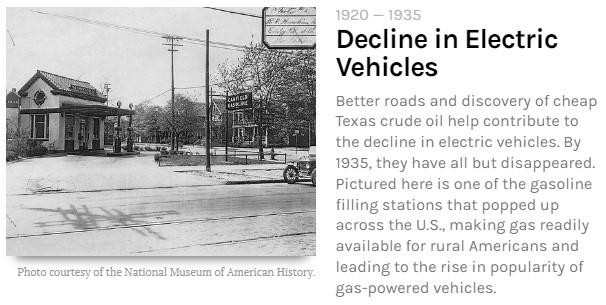 1920 — 1935
Decline in Electric
Vehicles
Better roads and discovery of cheap
Texas crude oil help contribute to
the decline in electric vehicles. By
1935, they have all but disappeared.
Pictured here is one of the gasoline
filling stations that popped up
across the U.S., making gas readily
available for rural Americans and
leading to the rise in popularity of
gas-powered vehicles.
CANFIELD
GASOLINE
Photo courtesy of the National Museum of American History.